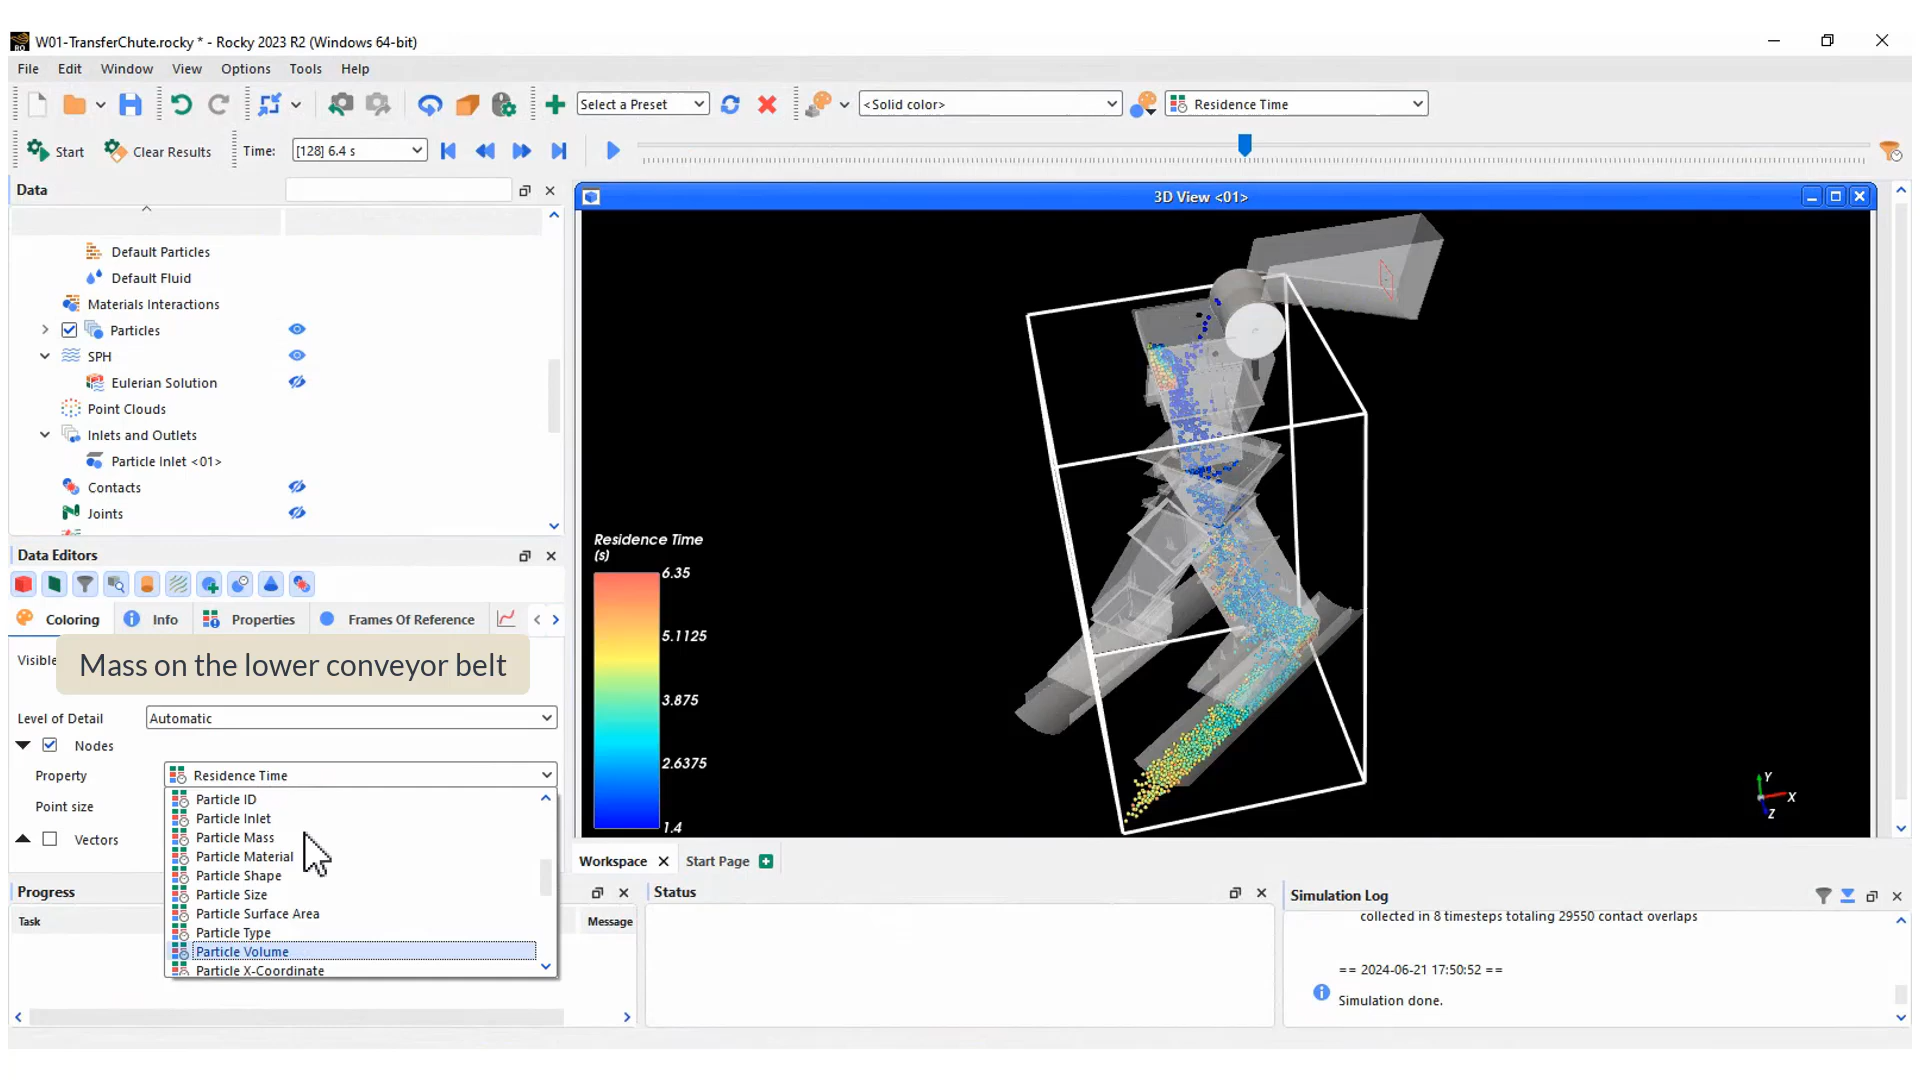 W01-TransferChute.rocky * - Rocky 2023 R2 (Windows 64-bit)
File Edit Window View Options Tools Help
Select a Preset <Solid color> Residence Time
Start Clear Results Time: [128] 6.4 s
Data
3D View <01>
Default Particles
Default Fluid
Materials Interactions
Particles
SPH
Eulerian Solution
Point Clouds
Inlets and Outlets
Particle Inlet <01>
Contacts
Joints
Residence Time
(s)
6.35
5.1125
3.875
2.6375
1.4
Y
X
Z
Data Editors
Coloring Info Properties Frames Of Reference
Visible
Mass on the lower conveyor belt
Level of Detail Automatic
Nodes
Property Residence Time
Point size
Vectors
Particle ID
Particle Inlet
Particle Mass
Particle Material
Particle Shape
Particle Size
Particle Surface Area
Particle Type
Particle Volume
Particle X-Coordinate
Workspace Start Page
Progress
Task Message
Status
Simulation Log
collected in 8 timesteps totaling 29550 contact overlaps
== 2024-06-21 17:50:52 ==
Simulation done.